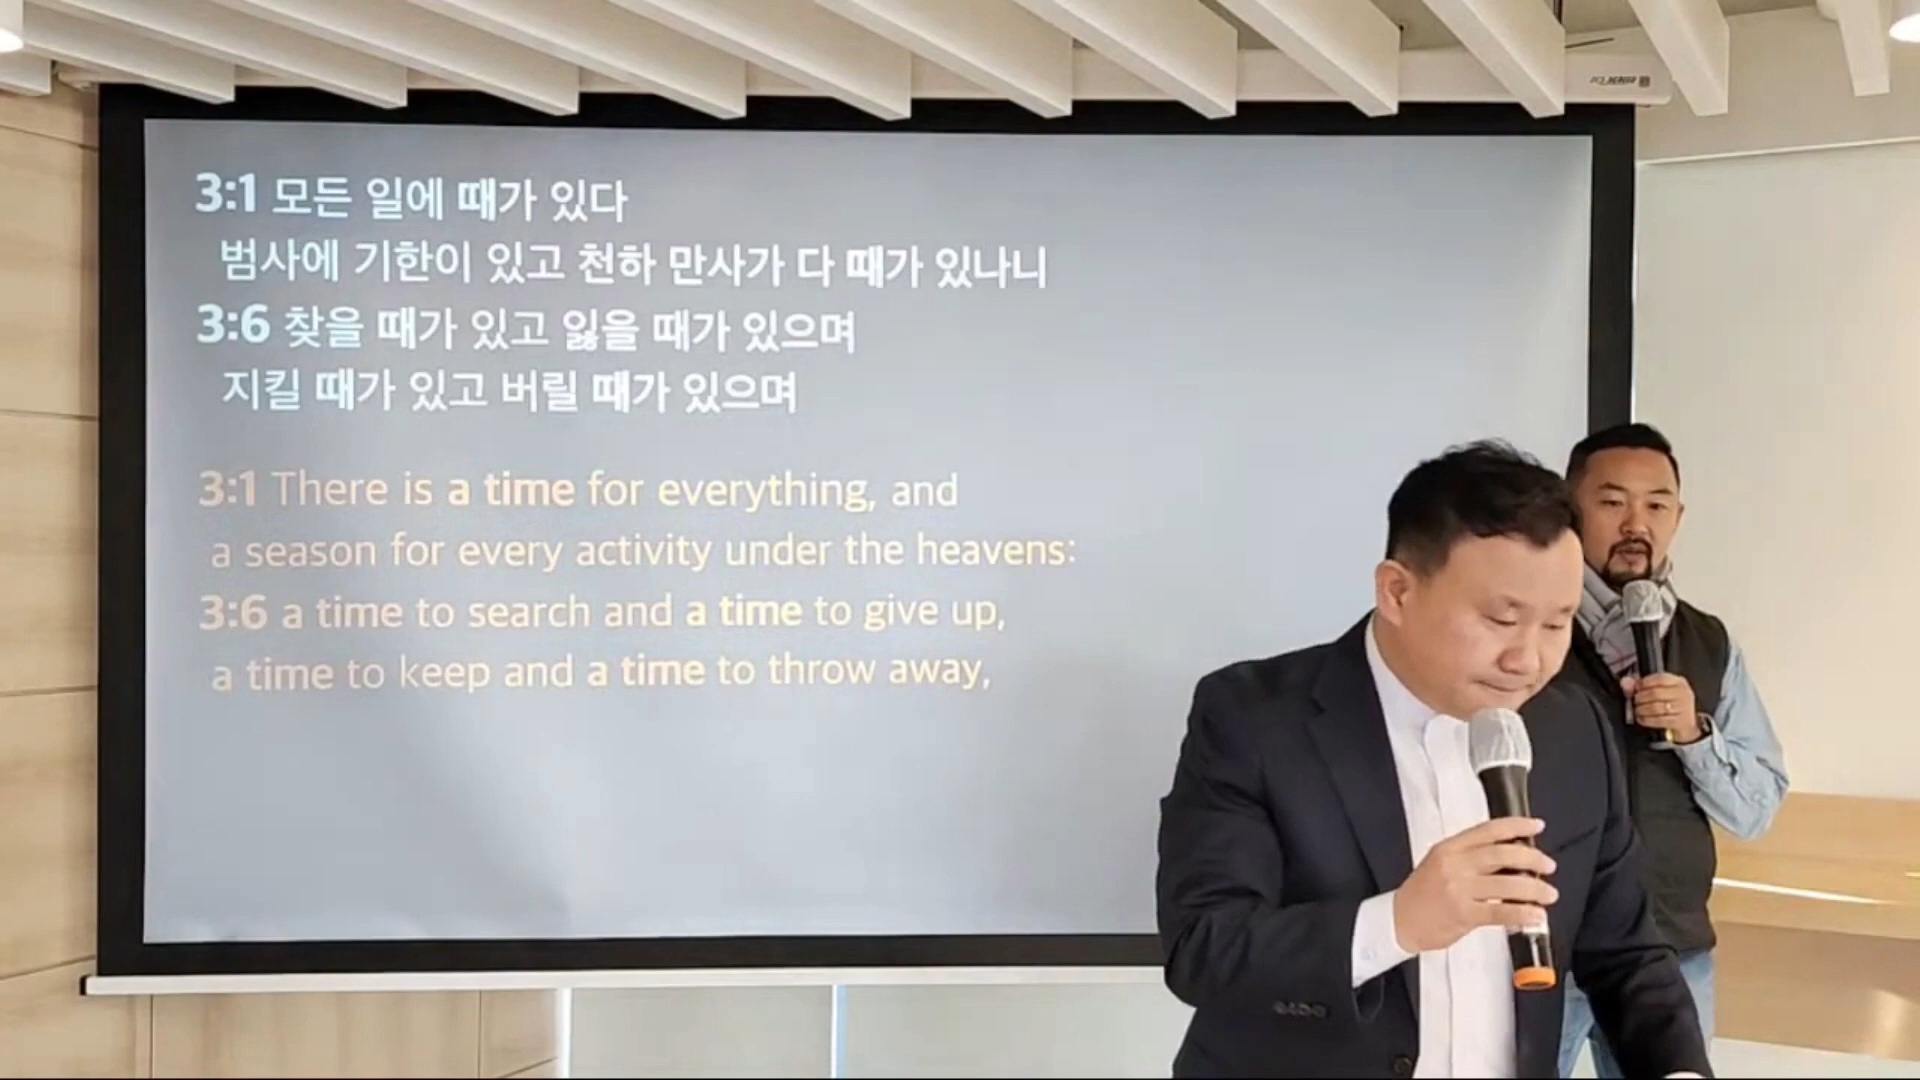 3:1 모든 일에 때가 있다
범사에 기한이 있고 천하 만사가 다 때가 있나니
3:6 찾을 때가 있고 잃을 때가 있으며
지킬 때가 있고 버릴 때가 있으며
3:1 There is a time for everything, and
a season for every activity under the heavens:
3:6 a time to search and a time to give up,
a time to keep and a time to throw away,